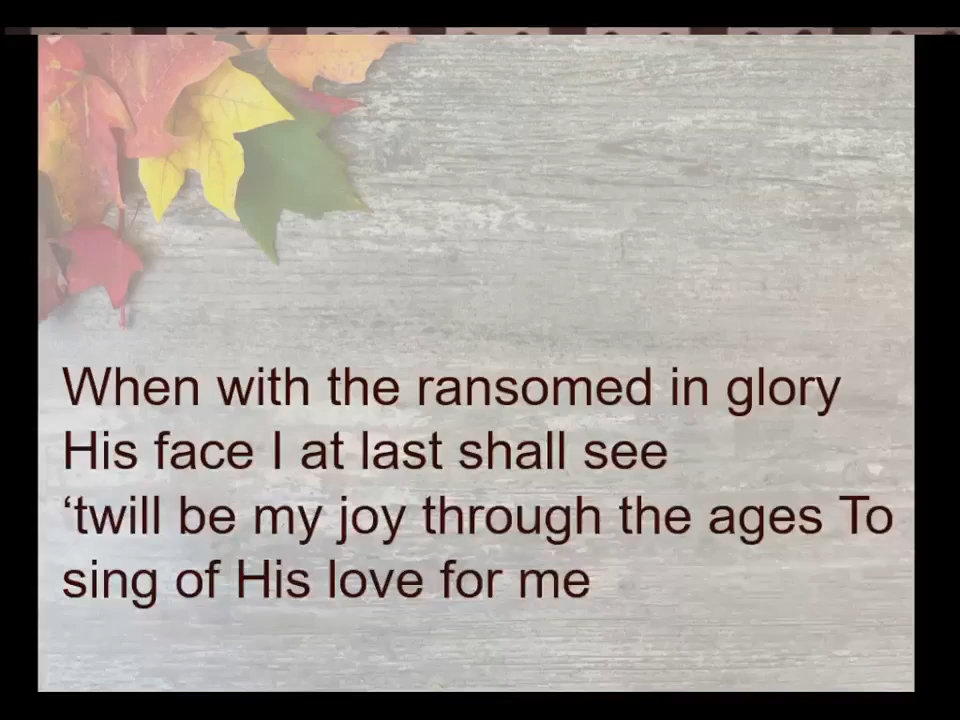 When with the ransomed in glory
His face I at last shall see
‘twill be my joy through the ages To
sing of His love for me